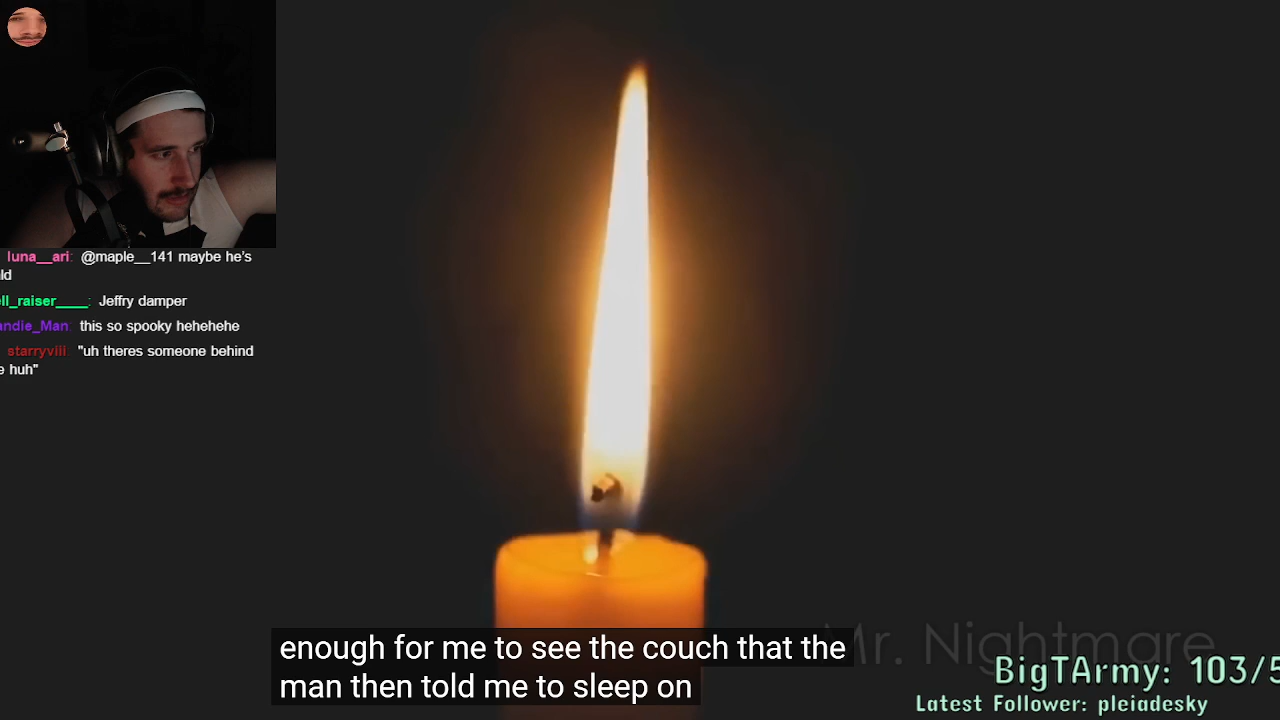 luna__ari: @maple__141 maybe he's
ld
ell_raiser____: Jeffry damper
andie_Man: this so spooky hehehehe
starryviii: "uh theres someone behind
e huh"
enough for me to see the couch that the
man then told me to sleep on
Mr. Nightmare
BigTArmy: 103/5
Latest Follower: pleiadesky